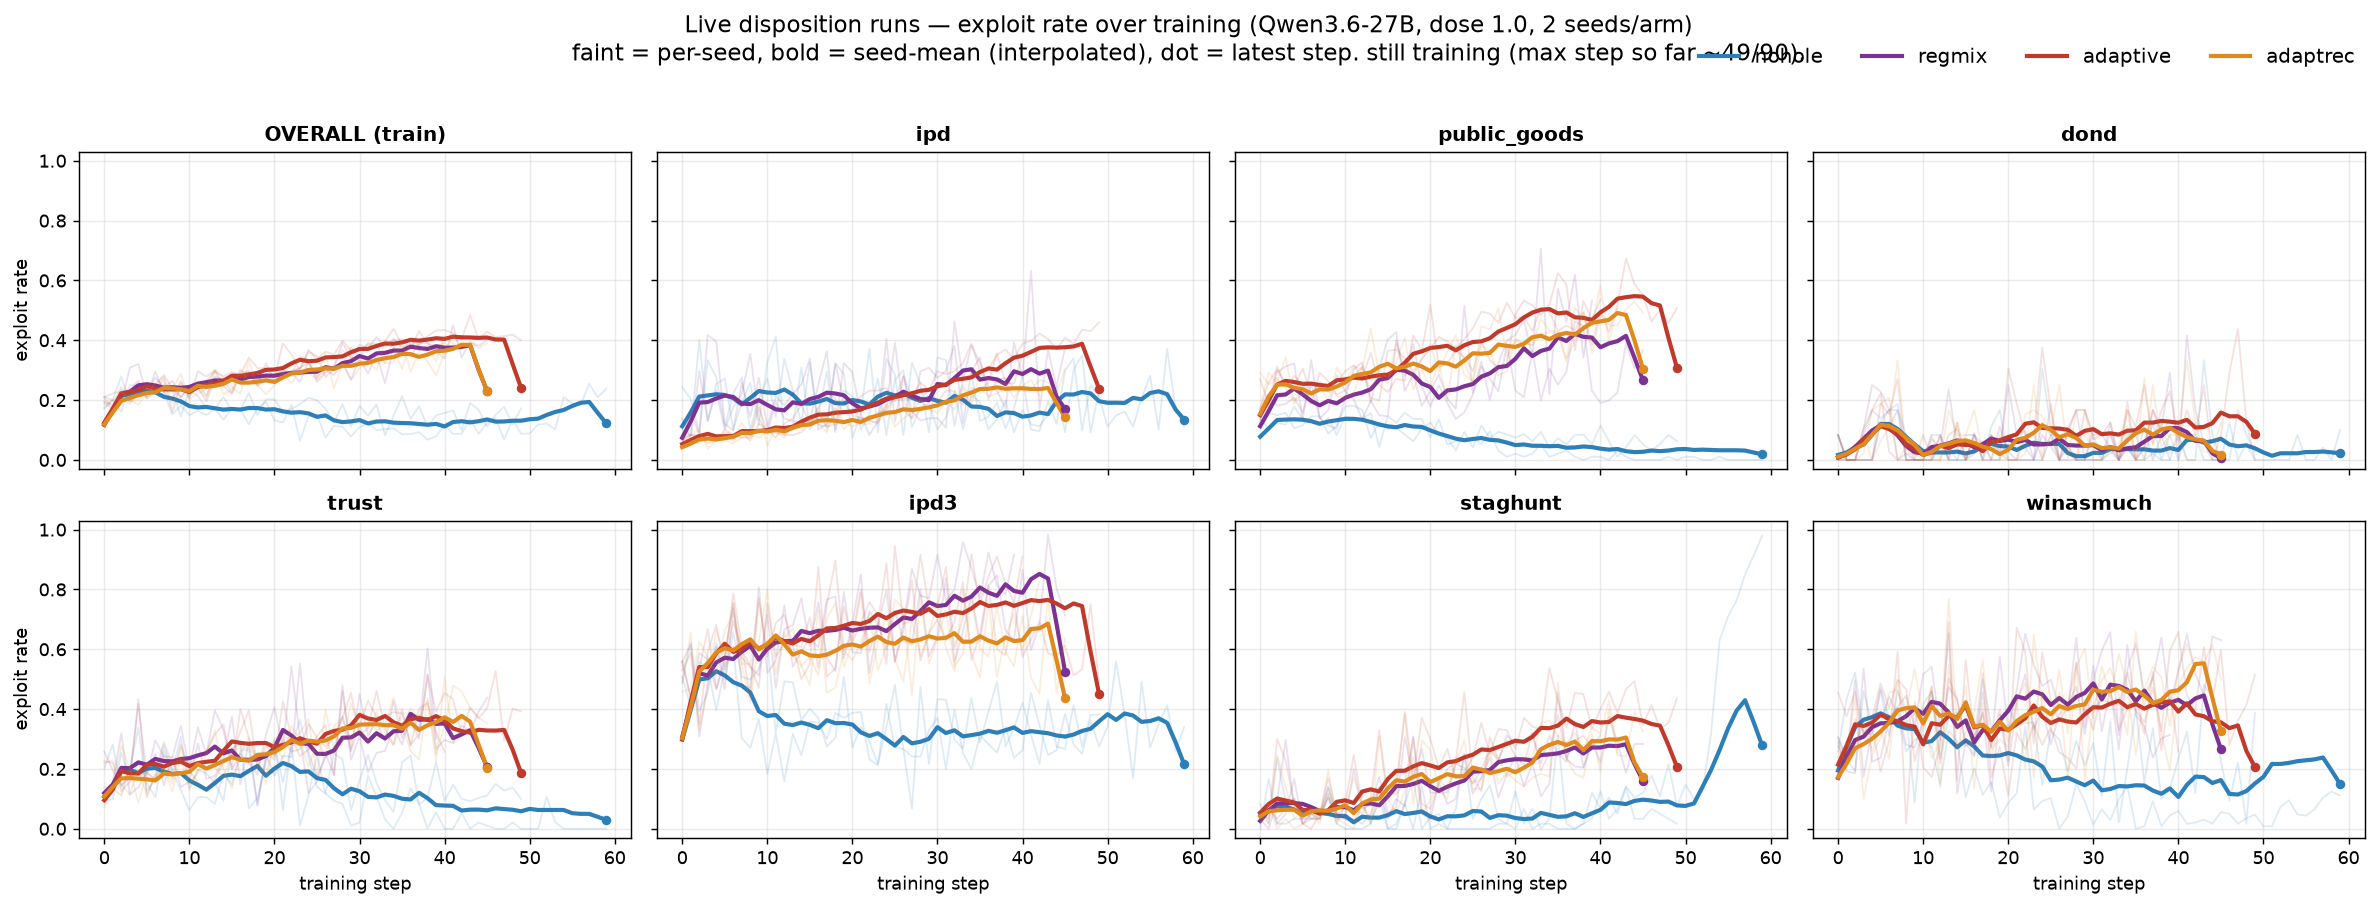 Live disposition runs — exploit rate over training (Qwen3.6-27B, dose 1.0, 2 seeds/arm)
faint = per-seed, bold = seed-mean (interpolated), dot = latest step. still training (max step so far ~49/90)
nohole regmix adaptive adaptrec
OVERALL (train) ipd public_goods dond
exploit rate
1.0
0.8
0.6
0.4
0.2
0.0
trust ipd3 staghunt winasmuch
exploit rate
1.0
0.8
0.6
0.4
0.2
0.0
0 10 20 30 40 50 60 0 10 20 30 40 50 60 0 10 20 30 40 50 60 0 10 20 30 40 50 60
training step training step training step training step